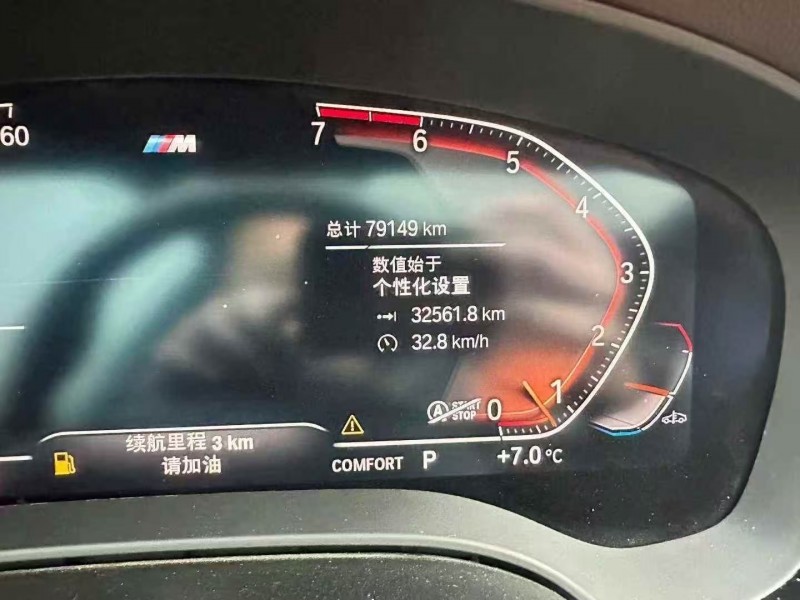 60
M
7
6
5
4
3
2
1
0
总计 79149 km
数值始于
个性化设置
32561.8 km
32.8 km/h
A START
STOP
续航里程 3 km
请加油
COMFORT P +7.0 °C